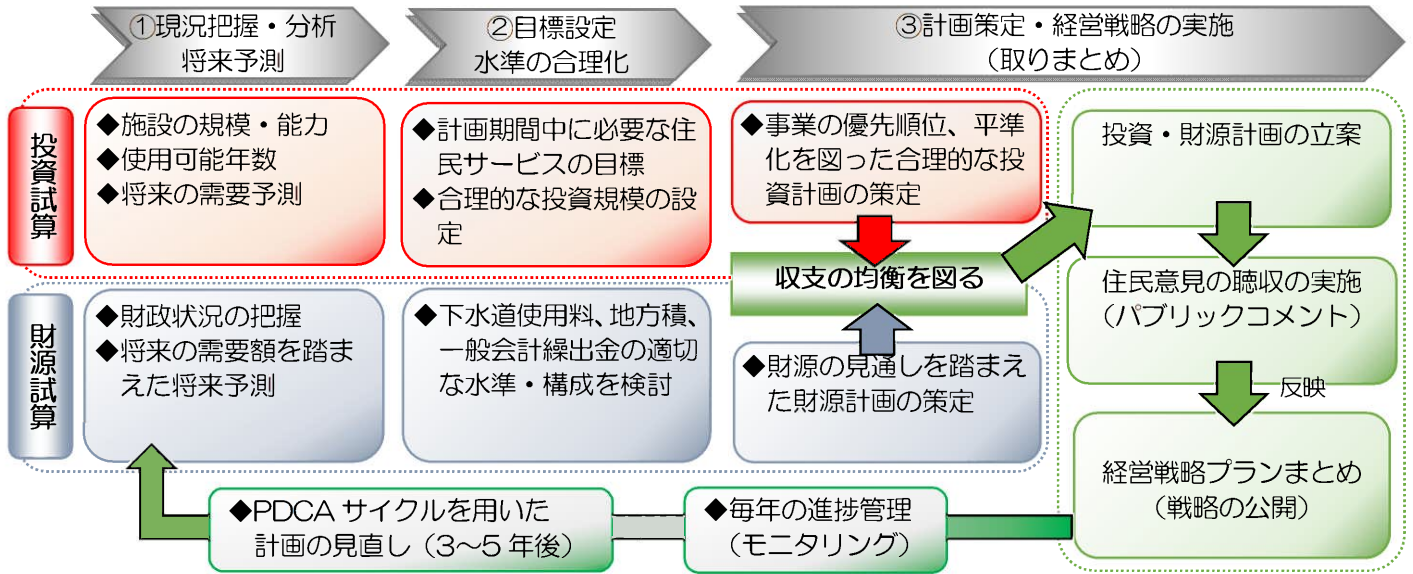 ①現況把握・分析
将来予測
②目標設定
水準の合理化
③計画策定・経営戦略の実施
（取りまとめ）
投資試算
◆施設の規模・能力
◆使用可能年数
◆将来の需要予測
◆計画期間中に必要な住
民サービスの目標
◆合理的な投資規模の設
定
◆事業の優先順位、平準
化を図った合理的な投
資計画の策定
収支の均衡を図る
財源試算
◆財政状況の把握
◆将来の需要額を踏ま
えた将来予測
◆下水道使用料、地方積、
一般会計繰出金の適切
な水準・構成を検討
◆財源の見通しを踏まえ
た財源計画の策定
投資・財源計画の立案
住民意見の聴収の実施
（パブリックコメント）
反映
経営戦略プランまとめ
（戦略の公開）
◆毎年の進捗管理
（モニタリング）
◆PDCA サイクルを用いた
計画の見直し（3～5 年後）